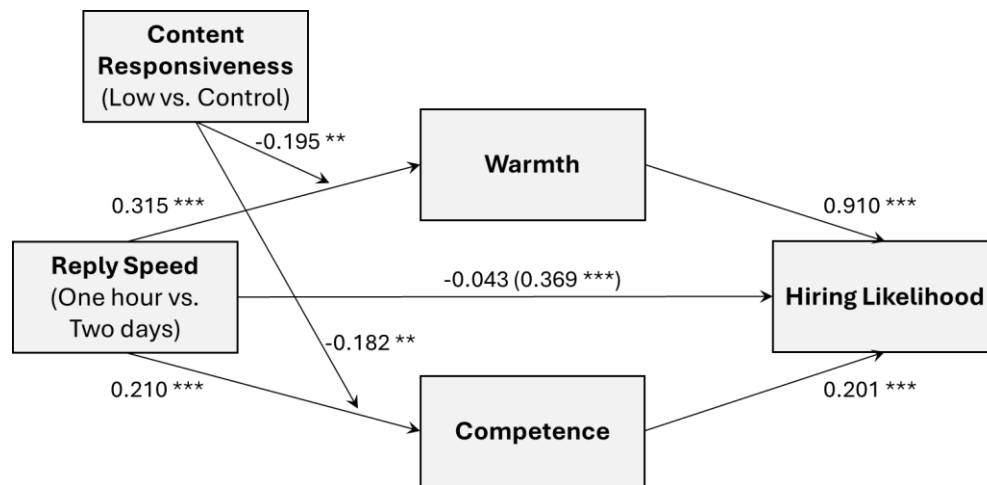 Content
Responsiveness
(Low vs. Control)
-0.195 **
Warmth
0.315 ***
0.910 ***
Reply Speed
(One hour vs.
Two days)
-0.043 (0.369 ***)
Hiring Likelihood
-0.182 **
0.210 ***
0.201 ***
Competence